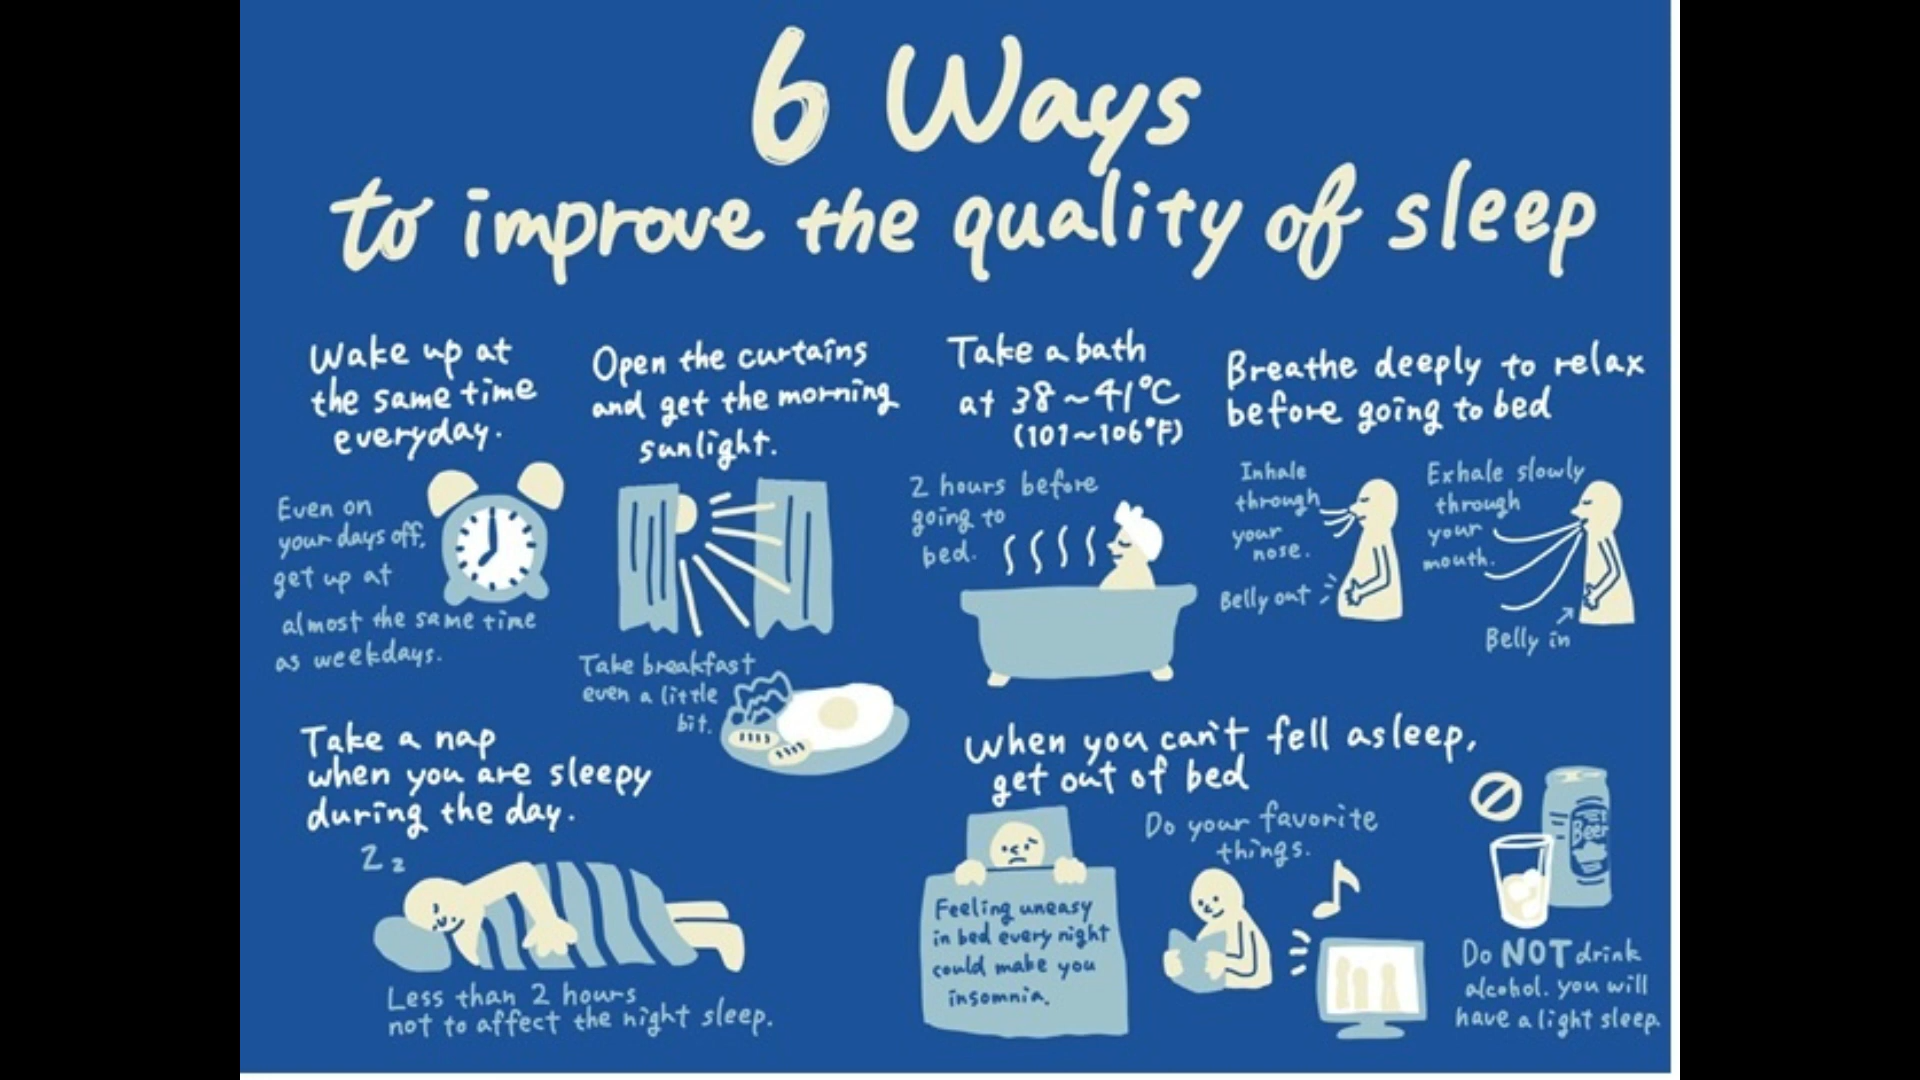 6 Ways
to improve the quality of sleep
Wake up at
the same time
everyday.
Even on
your days off,
get up at
almost the same time
as weekdays.
Open the curtains
and get the morning
sunlight.
Take breakfast
even a little
bit.
Take a bath
at 38~41°C
(101~106°F)
2 hours before
going to
bed.
Breathe deeply to relax
before going to bed
Inhale
through
your
nose.
Belly out
Exhale slowly
through
your
mouth.
Belly in
Take a nap
when you are sleepy
during the day.
Z z
Less than 2 hours
not to affect the night sleep.
When you can't fell asleep,
get out of bed
Feeling uneasy
in bed every night
could make you
insomnia.
Do your favorite
things.
Beer
Do NOT drink
alcohol. you will
have a light sleep.